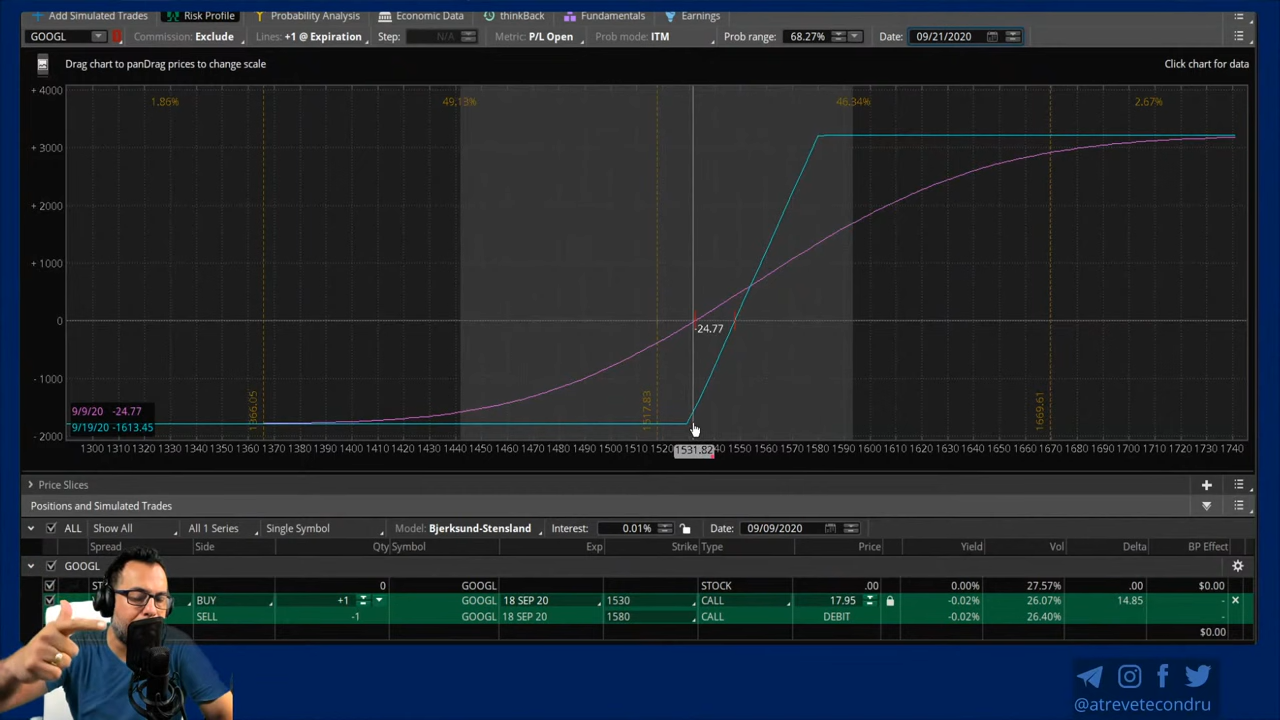 Add Simulated Trades Risk Profile Probability Analysis Economic Data thinkBack Fundamentals Earnings
GOOGL Commission: Exclude Lines: +1 @ Expiration Step: N/A Metric: P/L Open Prob mode: ITM Prob range: 68.27% Date: 09/21/2020
Drag chart to panDrag prices to change scale Click chart for data
+ 4000
1.86% 49.13% 46.34% 2.67%
+ 3000
+ 2000
+ 1000
0
-24.77
- 1000
1366.05 1517.83 1669.61
9/9/20 -24.77
9/19/20 -1613.45
- 2000
1300 1310 1320 1330 1340 1350 1360 1370 1380 1390 1400 1410 1420 1430 1440 1450 1460 1470 1480 1490 1500 1510 1520 1531.82 1550 1560 1570 1580 1590 1600 1610 1620 1630 1640 1650 1660 1670 1680 1690 1700 1710 1720 1730 1740
Price Slices
Positions and Simulated Trades
ALL Show All All 1 Series Single Symbol Model: Bjerksund-Stensland Interest: 0.01% Date: 09/09/2020
Spread Side Qty Symbol Exp Strike Type Price Yield Vol Delta BP Effect
GOOGL
0 GOOGL STOCK .00 0.00% 27.57% .00 $0.00
BUY +1 GOOGL 18 SEP 20 1530 CALL 17.95 -0.02% 26.07% 14.85 -
SELL -1 GOOGL 18 SEP 20 1580 CALL DEBIT -0.02% 26.40% -
$0.00
@atrevetecondru